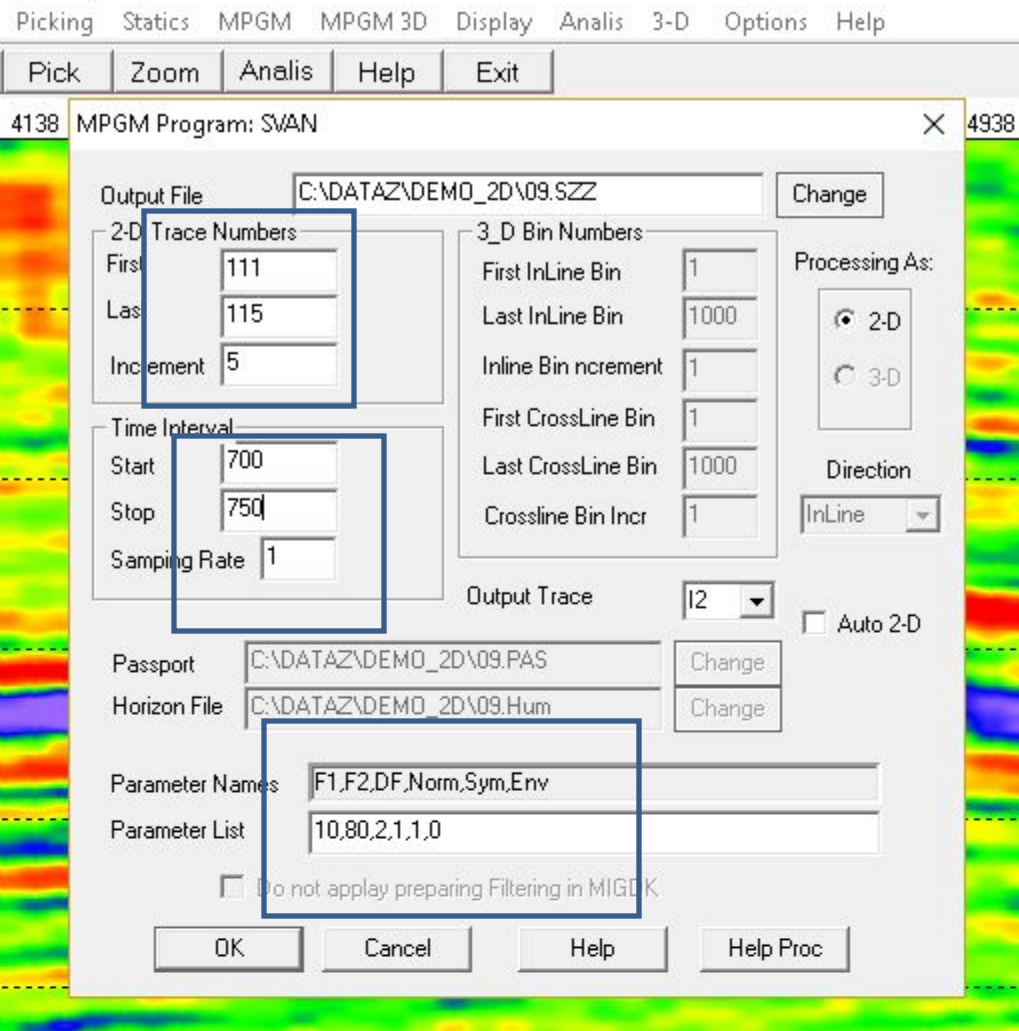 Picking Statics MPGM MPGM 3D Display Analis 3-D Options Help
Pick Zoom Analis Help Exit
4138 MPGM Program: SVAN 4938
Output File C:\DATAZ\DEMO_2D\09.SZZ Change
2-D Trace Numbers
First 111
Las 115
Increment 5
3_D Bin Numbers
First InLine Bin 1
Last InLine Bin 1000
Inline Bin ncrement 1
First CrossLine Bin 1
Last CrossLine Bin 1000
Crossline Bin Incr 1
Processing As:
2-D
3-D
Direction
InLine
Time Interval
Start 700
Stop 750
Samping Rate 1
Output Trace I2
Auto 2-D
Passport C:\DATAZ\DEMO_2D\09.PAS Change
Horizon File C:\DATAZ\DEMO_2D\09.Hum Change
Parameter Names F1,F2,DF,Norm,Sym,Env
Parameter List 10,80,2,1,1,0
Do not applay preparing Filtering in MIGDK
OK Cancel Help Help Proc